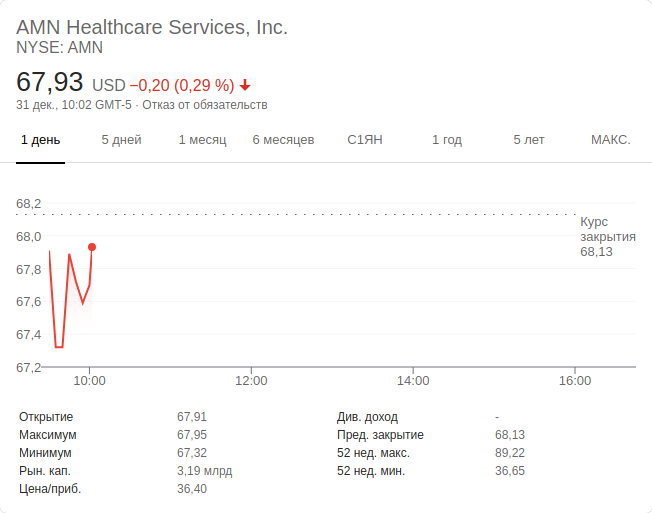 AMN Healthcare Services, Inc.
NYSE: AMN
67,93 USD −0,20 (0,29 %)
31 дек., 10:02 GMT-5 · Отказ от обязательств
1 день 5 дней 1 месяц 6 месяцев С1ЯН 1 год 5 лет МАКС.
68,2
Курс
68,0 закрытия
68,13
67,8
67,6
67,4
67,2
10:00 12:00 14:00 16:00
Открытие 67,91 Див. доход -
Максимум 67,95 Пред. закрытие 68,13
Минимум 67,32 52 нед. макс. 89,22
Рын. кап. 3,19 млрд 52 нед. мин. 36,65
Цена/приб. 36,40